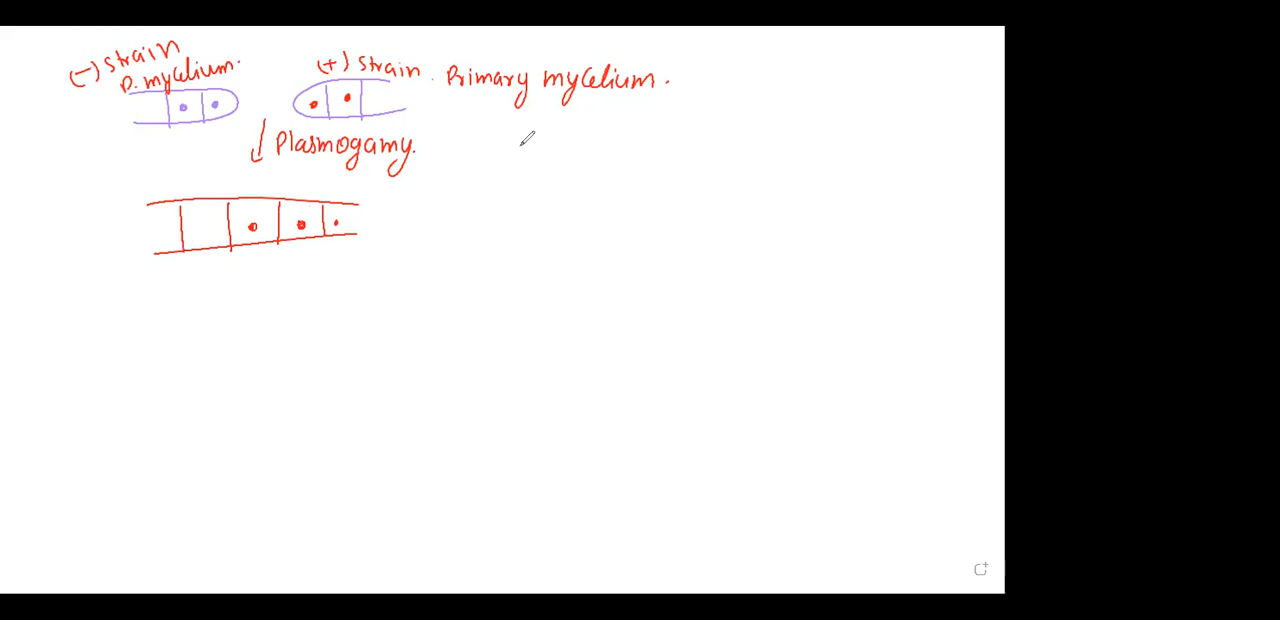 (-) Strain
P. mycelium.
(+) Strain. Primary mycelium.
Plasmogamy.